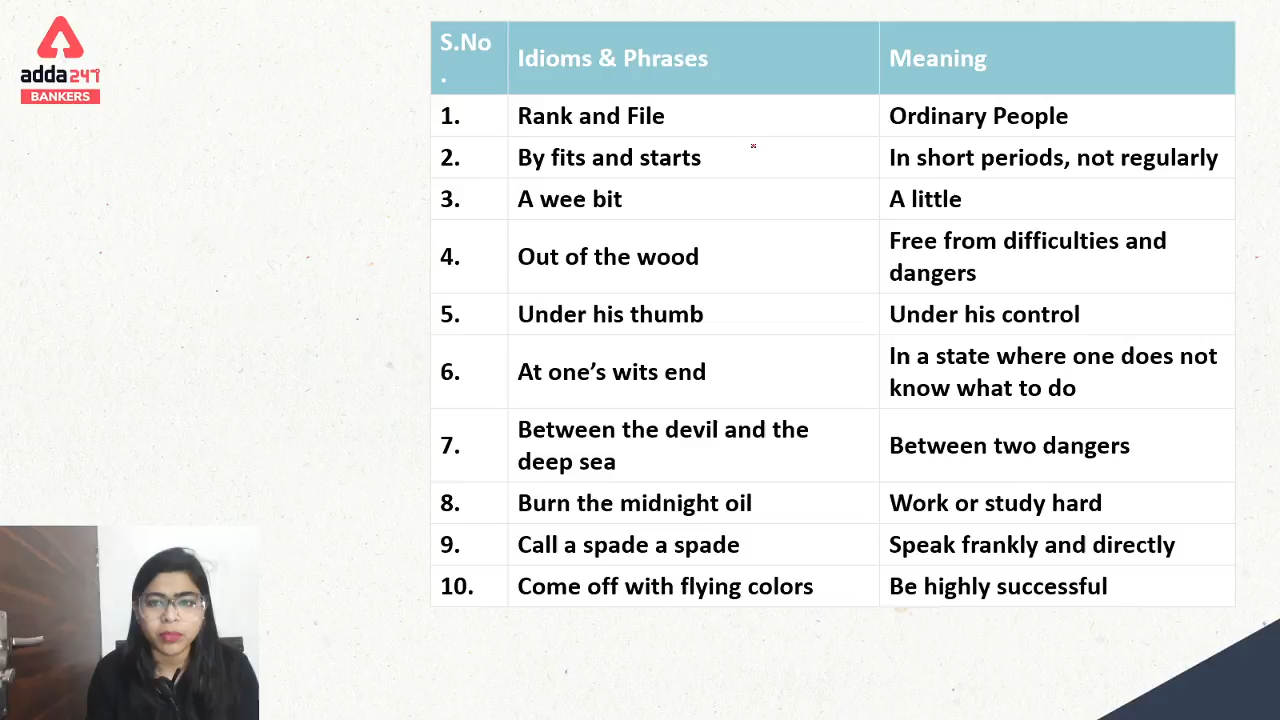 adda247
BANKERS
S.No
.
Idioms & Phrases
Meaning
1.
Rank and File
Ordinary People
2.
By fits and starts
In short periods, not regularly
3.
A wee bit
A little
4.
Out of the wood
Free from difficulties and
dangers
5.
Under his thumb
Under his control
6.
At one’s wits end
In a state where one does not
know what to do
7.
Between the devil and the
deep sea
Between two dangers
8.
Burn the midnight oil
Work or study hard
9.
Call a spade a spade
Speak frankly and directly
10.
Come off with flying colors
Be highly successful